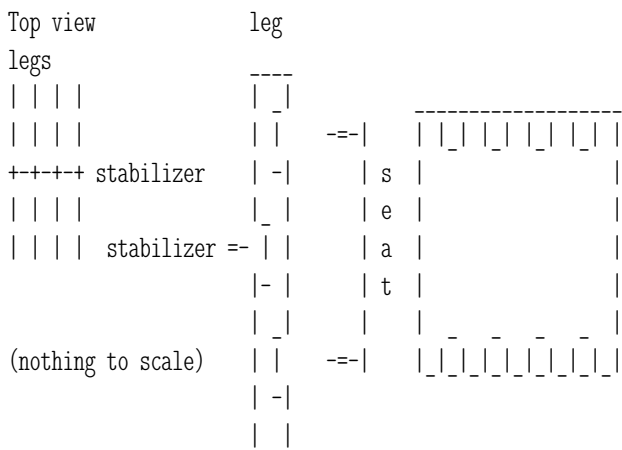 Top view leg
legs
stabilizer s
e
stabilizer a
t
(nothing to scale)